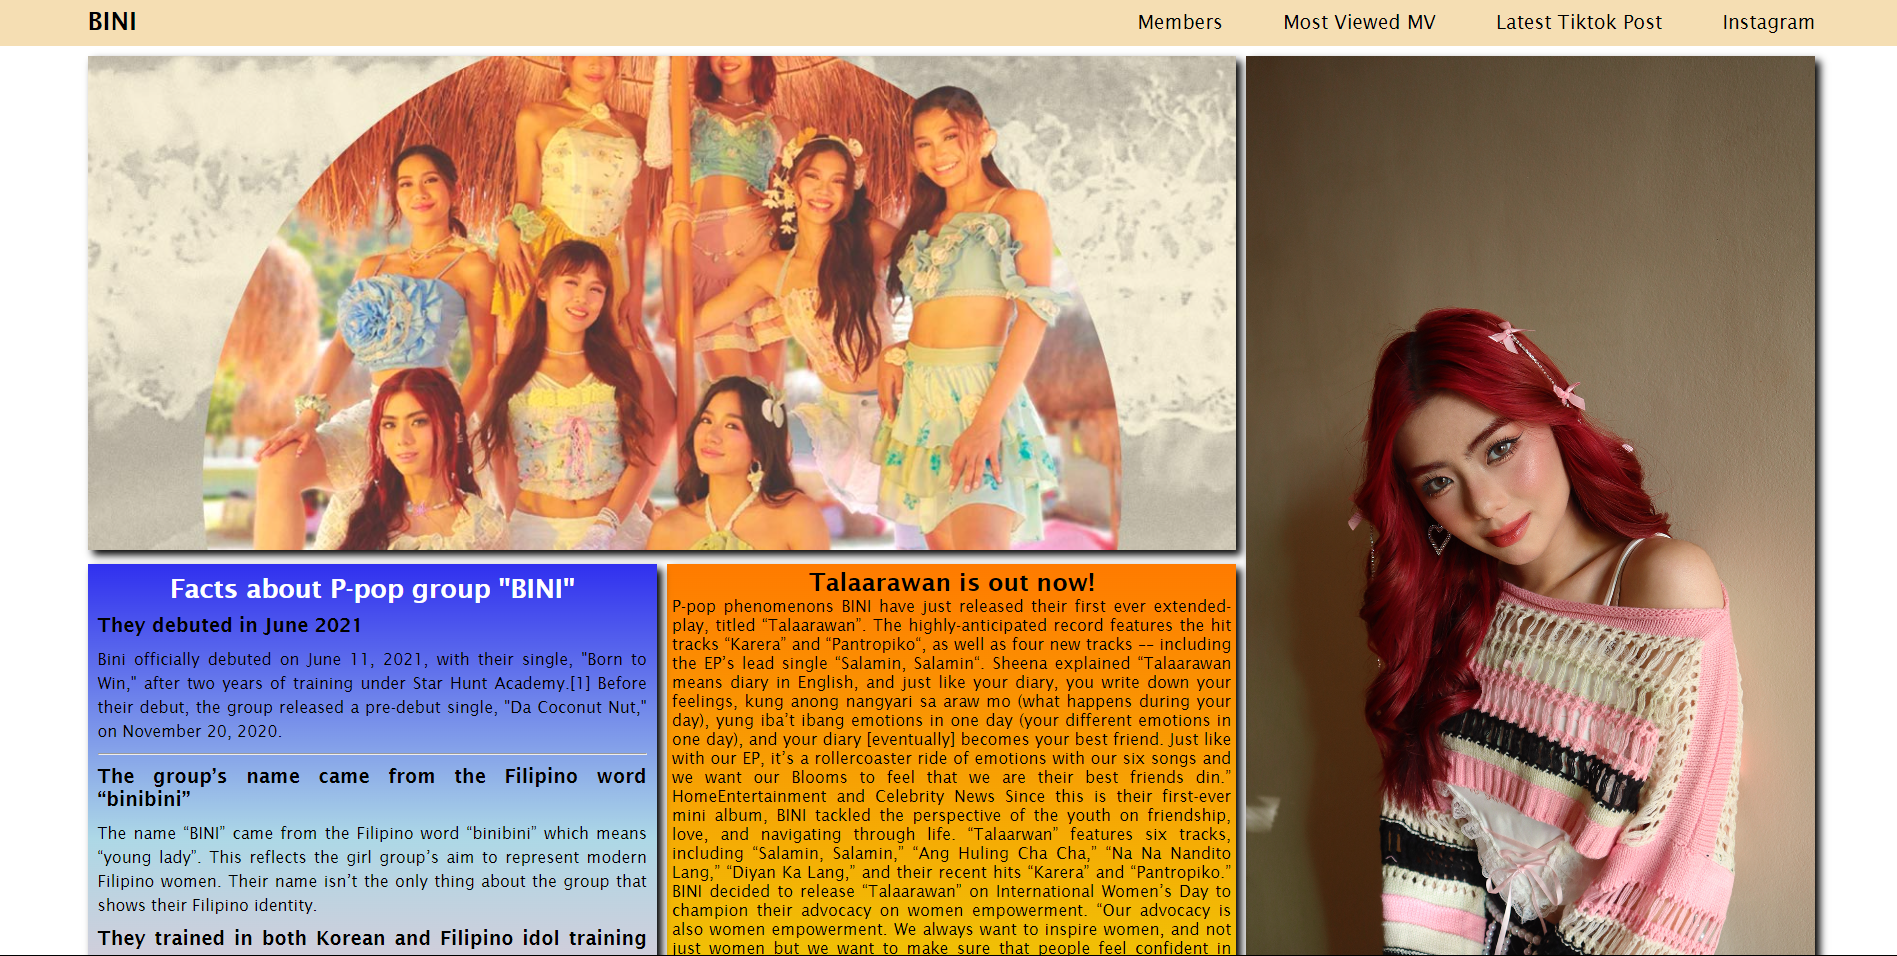 BINI
Members
Most Viewed MV
Latest Tiktok Post
Instagram
Facts about P-pop group "BINI"
They debuted in June 2021
Bini officially debuted on June 11, 2021, with their single, "Born to
Win," after two years of training under Star Hunt Academy.[1] Before
their debut, the group released a pre-debut single, "Da Coconut Nut,"
on November 20, 2020.
The group’s name came from the Filipino word
“binibini”
The name “BINI” came from the Filipino word “binibini” which means
“young lady”. This reflects the girl group’s aim to represent modern
Filipino women. Their name isn’t the only thing about the group that
shows their Filipino identity.
They trained in both Korean and Filipino idol training
Talaarawan is out now!
P-pop phenomenons BINI have just released their first ever extended-
play, titled “Talaarawan”. The highly-anticipated record features the hit
tracks “Karera” and “Pantropiko“, as well as four new tracks -- including
the EP’s lead single “Salamin, Salamin“. Sheena explained “Talaarawan
means diary in English, and just like your diary, you write down your
feelings, kung anong nangyari sa araw mo (what happens during your
day), yung iba’t ibang emotions in one day (your different emotions in
one day), and your diary [eventually] becomes your best friend. Just like
with our EP, it’s a rollercoaster ride of emotions with our six songs and
we want our Blooms to feel that we are their best friends din.”
HomeEntertainment and Celebrity News Since this is their first-ever
mini album, BINI tackled the perspective of the youth on friendship,
love, and navigating through life. “Talaarwan” features six tracks,
including “Salamin, Salamin,” “Ang Huling Cha Cha,” “Na Na Nandito
Lang,” “Diyan Ka Lang,” and their recent hits “Karera” and “Pantropiko.”
BINI decided to release “Talaarawan” on International Women’s Day to
champion their advocacy on women empowerment. “Our advocacy is
also women empowerment. We always want to inspire women, and not
just women but we want to make sure that people feel confident in